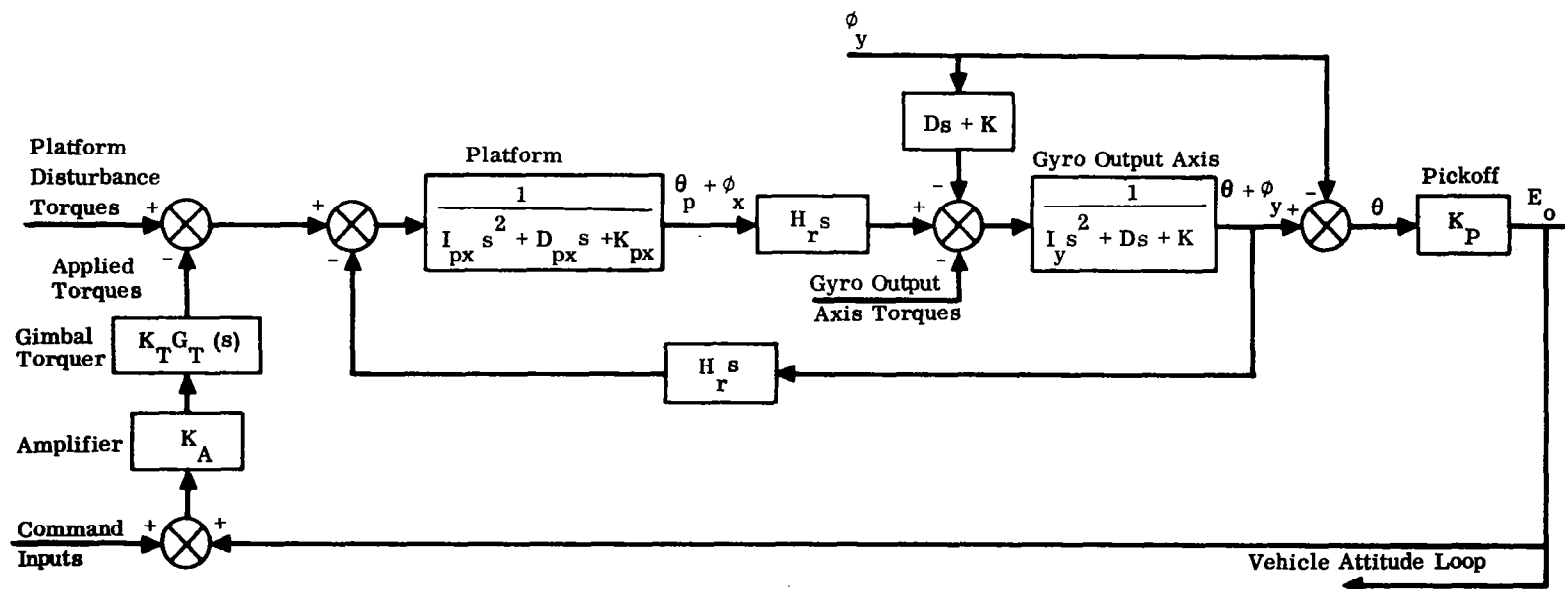 ϕ
y
Ds + K
Platform
Disturbance
Torques
+
-
Applied
Torques
Gimbal
Torquer
K_T G_T (s)
Amplifier
K_A
Command
Inputs
+
+
+
-
Platform
1
I_px s^2 + D_px s + K_px
θ_p + ϕ_x
H_r s
+
-
-
Gyro Output
Axis Torques
Gyro Output Axis
1
I_y s^2 + Ds + K
θ + ϕ_y
+
-
θ
Pickoff
K_P
E_o
H_r s
Vehicle Attitude Loop